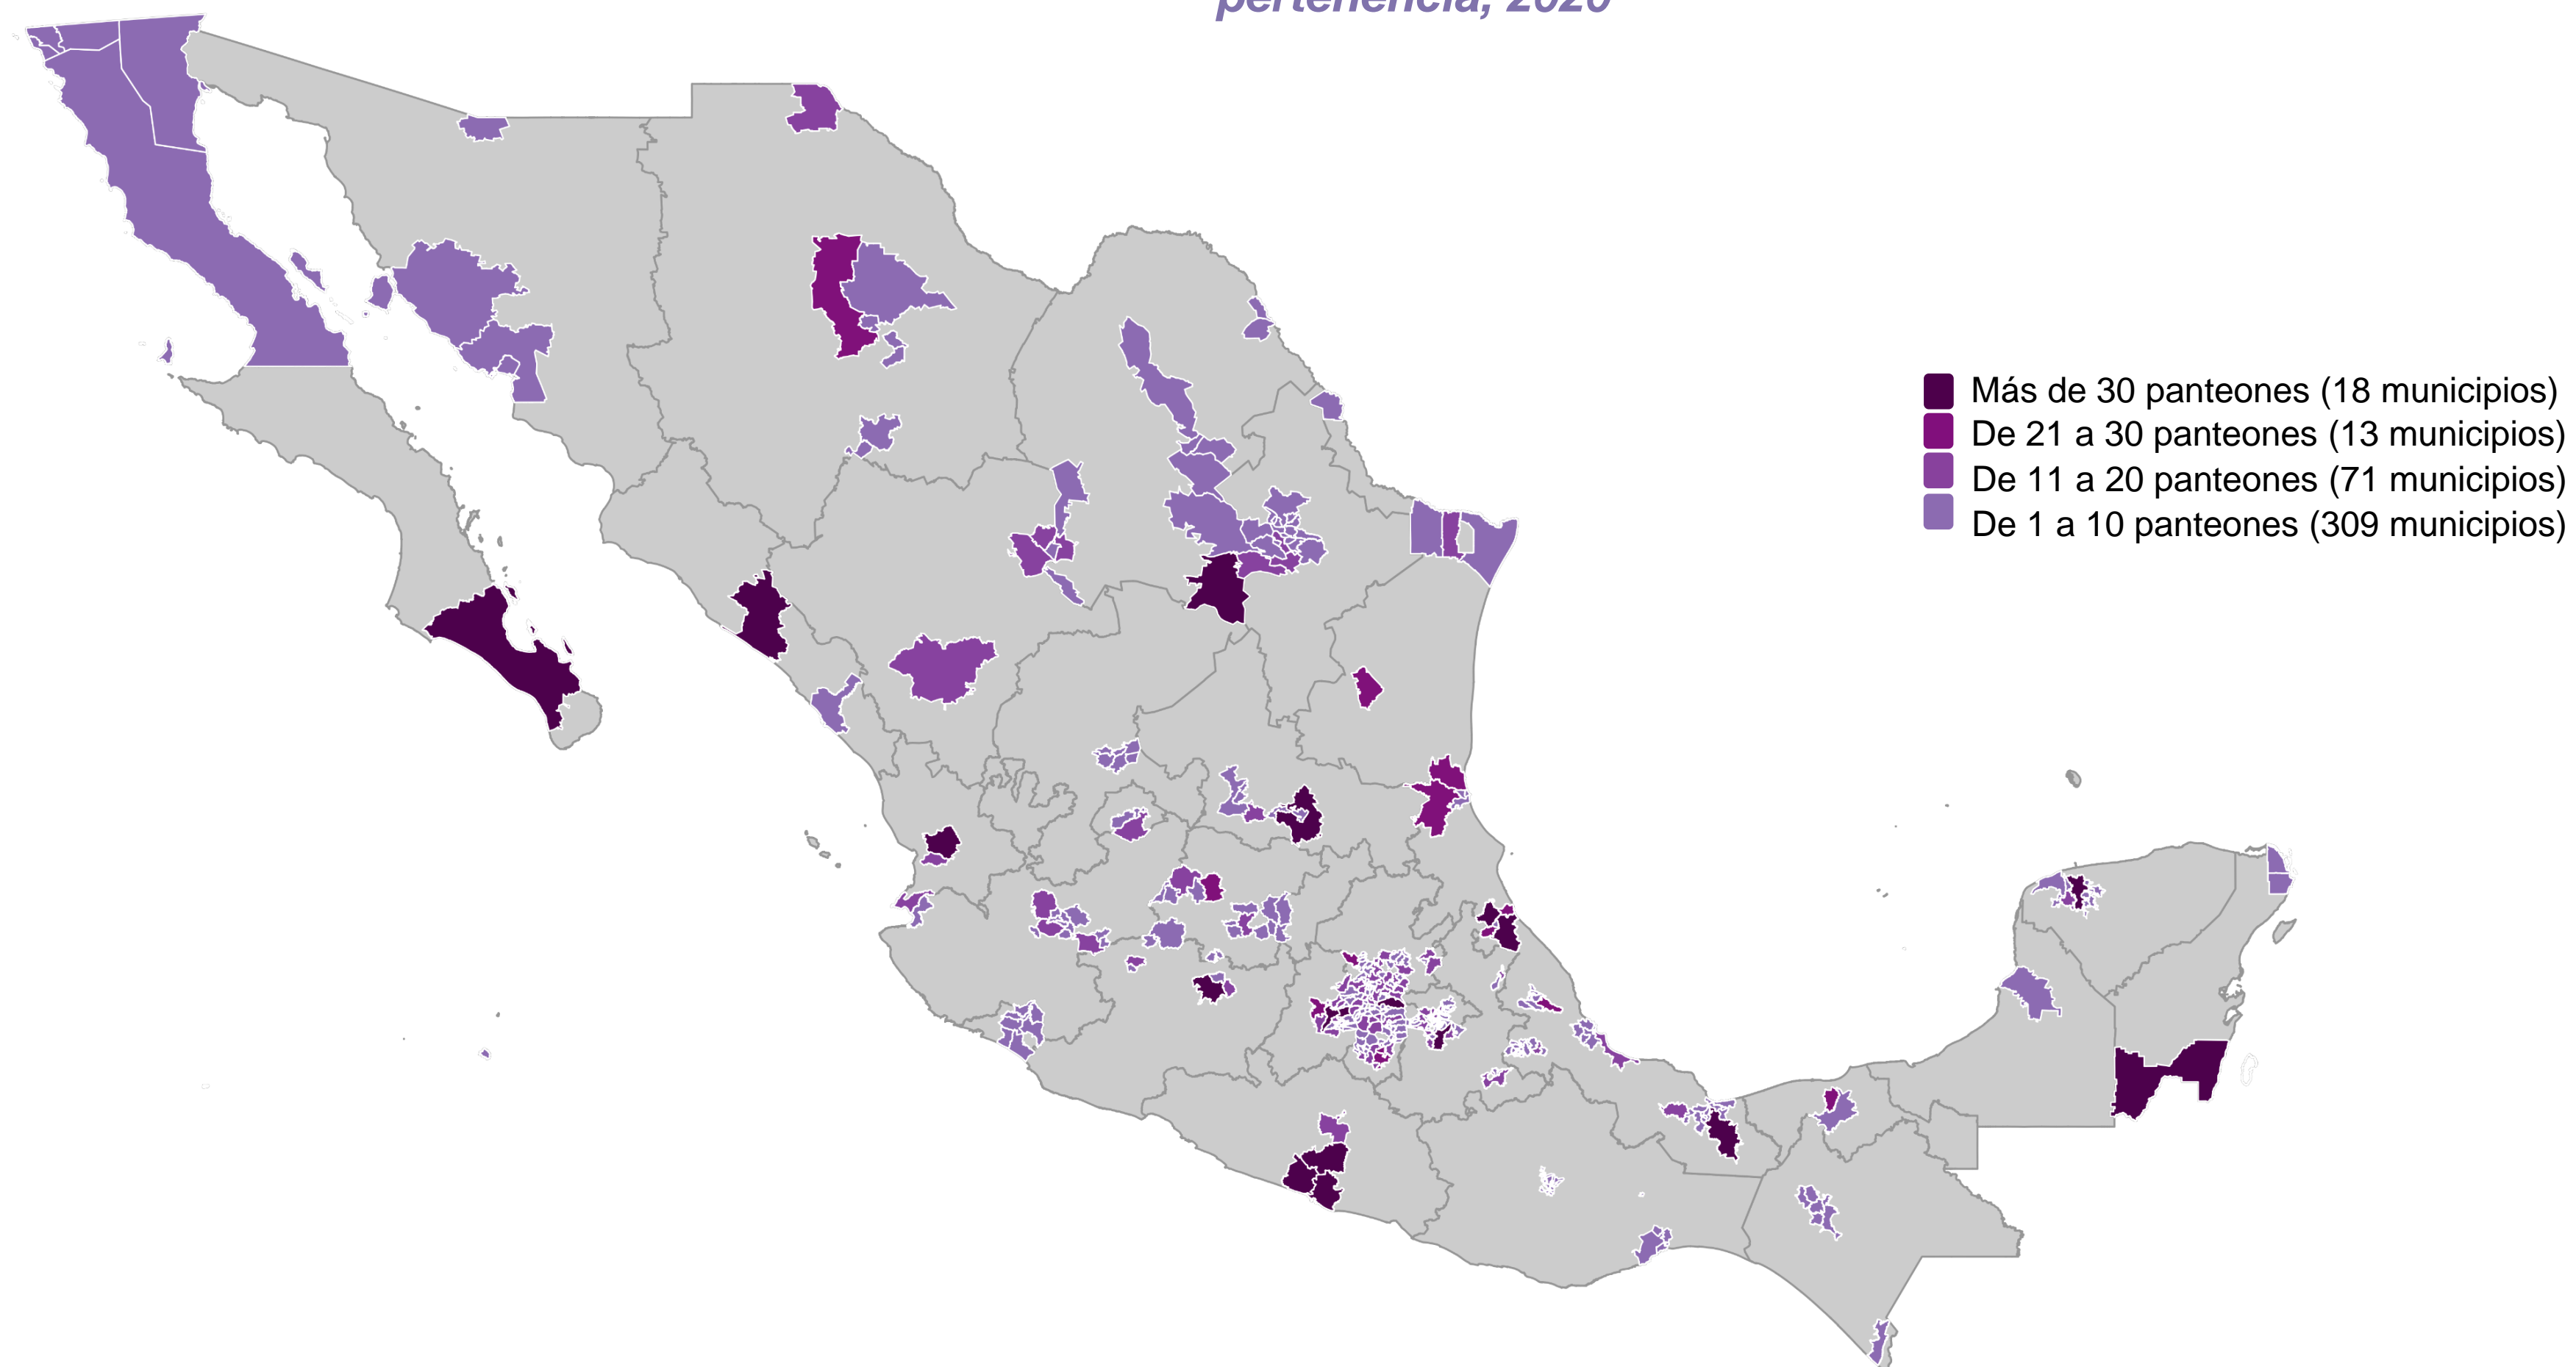 pertenencia, 2020
Más de 30 panteones (18 municipios)
De 21 a 30 panteones (13 municipios)
De 11 a 20 panteones (71 municipios)
De 1 a 10 panteones (309 municipios)